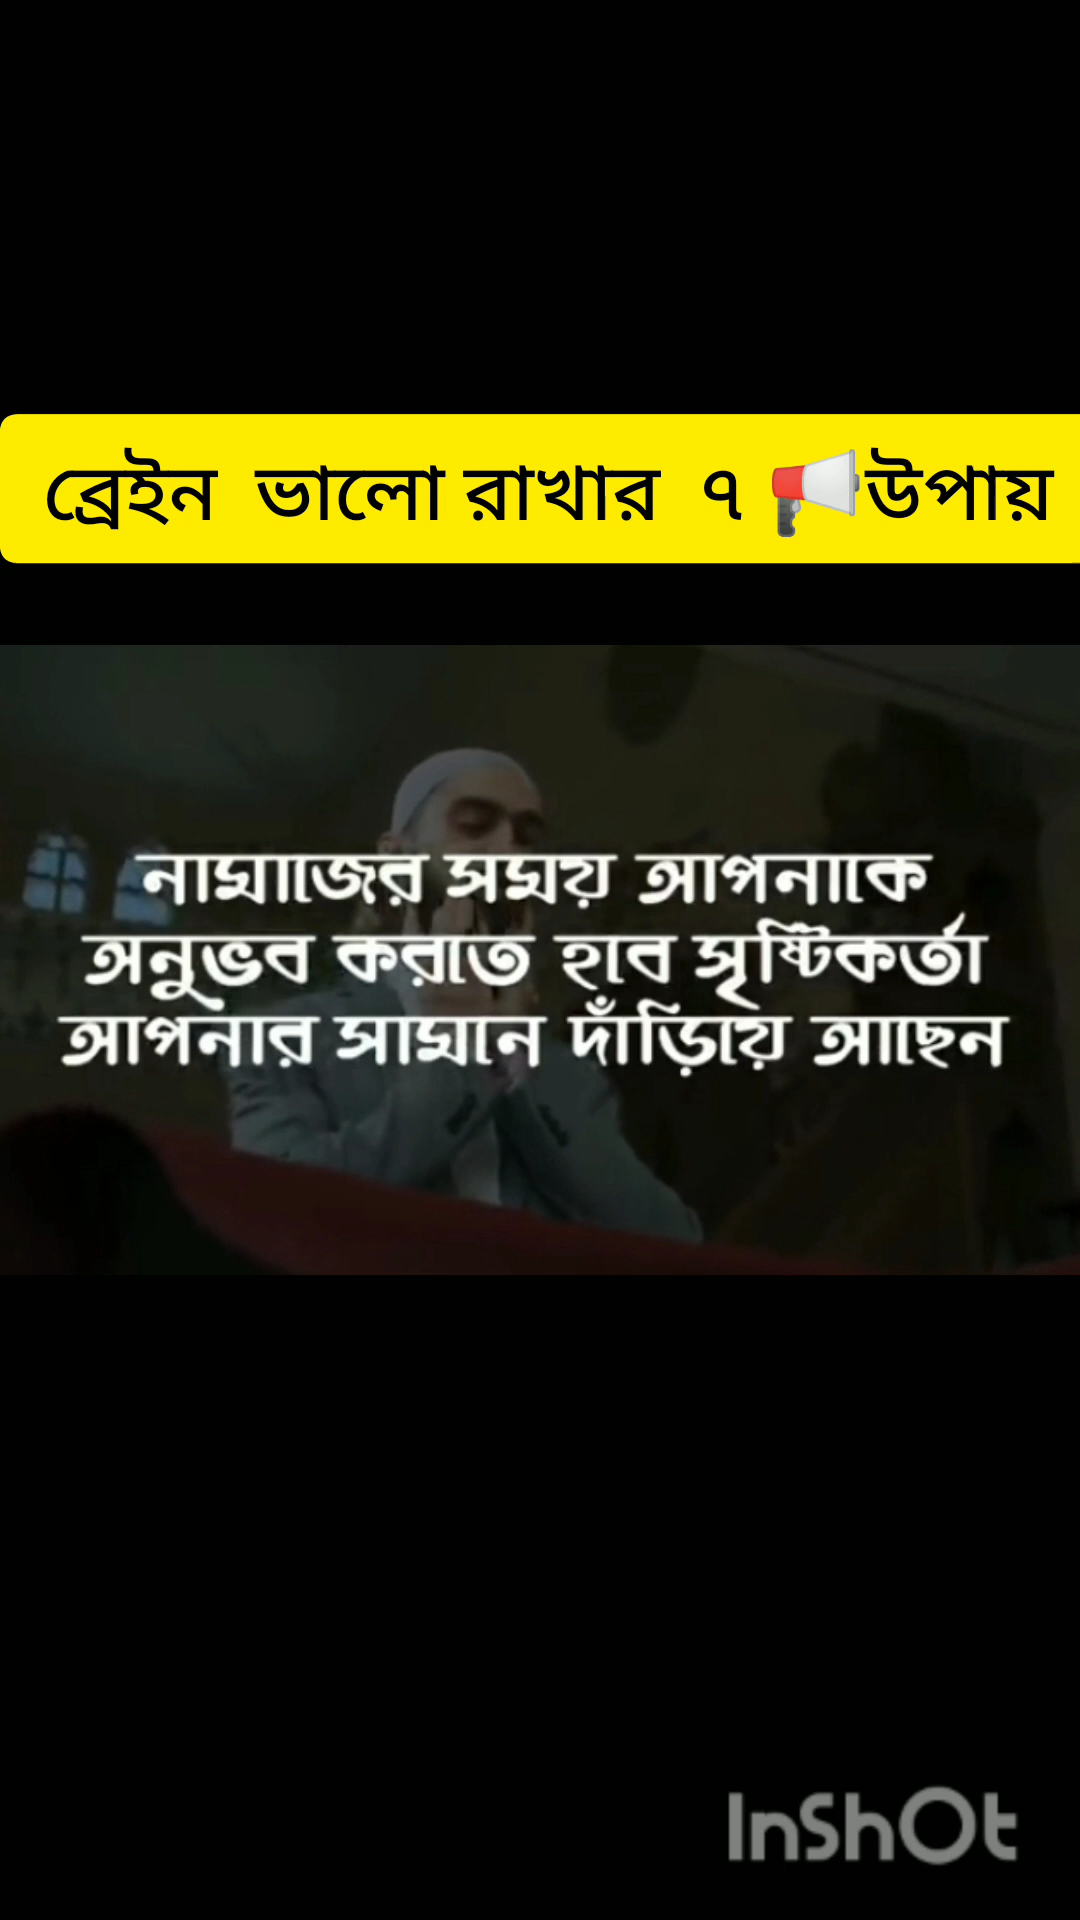 ব্রেইন ভালো রাখার ৭ 📢উপায়
নামাজের সময় আপনাকে
অনুভব করতে হবে সৃষ্টিকর্তা
আপনার সামনে দাঁড়িয়ে আছেন
InShOt